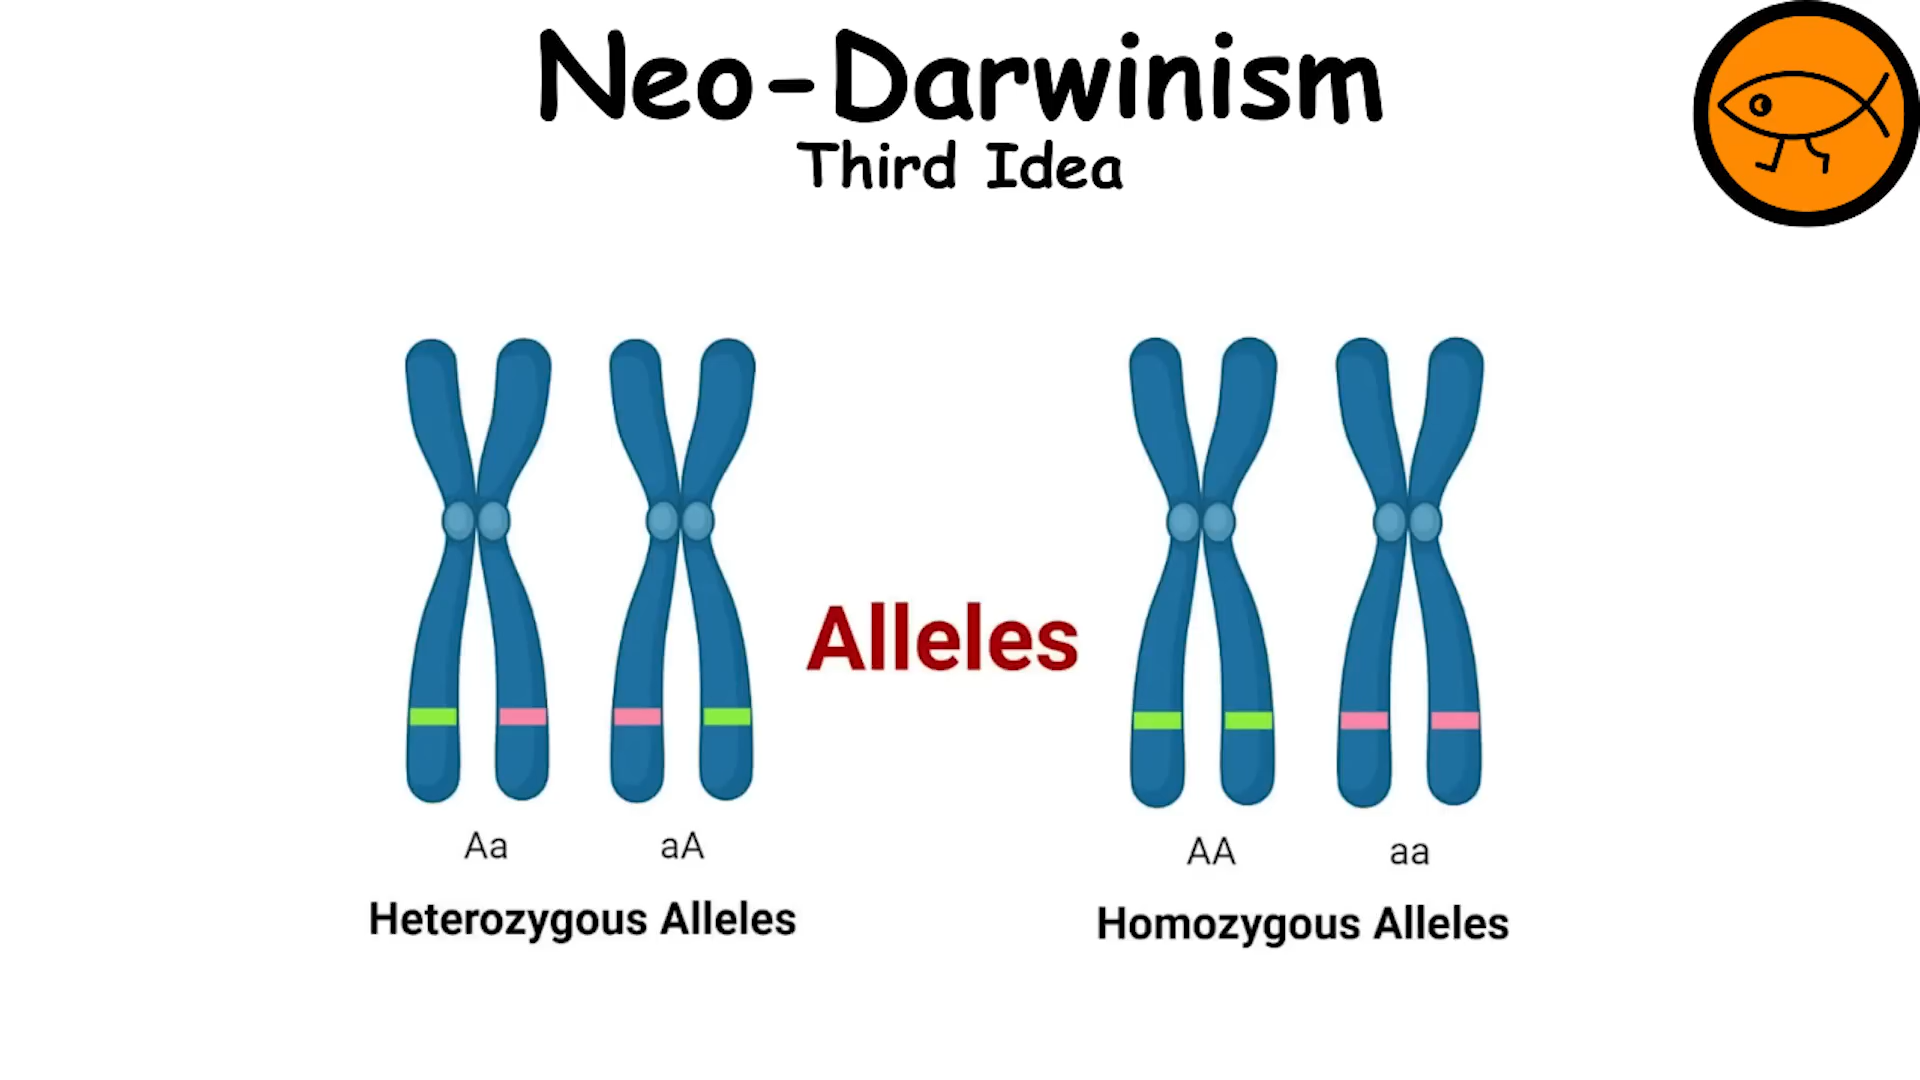 Neo-Darwinism
Third Idea
Alleles
Aa
aA
AA
aa
Heterozygous Alleles
Homozygous Alleles